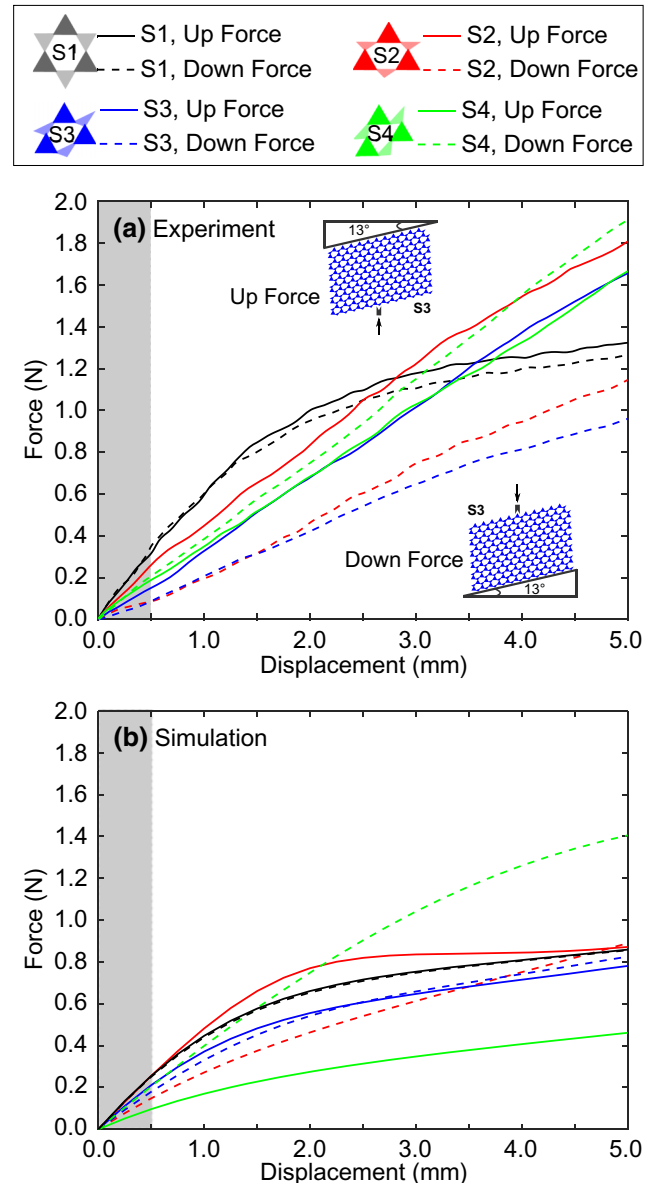 S1 S1, Up Force
S1, Down Force
S2 S2, Up Force
S2, Down Force
S3 S3, Up Force
S3, Down Force
S4 S4, Up Force
S4, Down Force
2.0
1.8
1.6
1.4
1.2
1.0
0.8
0.6
0.4
0.2
0.0
Force (N)
(a) Experiment
13°
Up Force
S3
S3
Down Force
13°
0.0 1.0 2.0 3.0 4.0 5.0
Displacement (mm)
2.0
1.8
1.6
1.4
1.2
1.0
0.8
0.6
0.4
0.2
0.0
Force (N)
(b) Simulation
0.0 1.0 2.0 3.0 4.0 5.0
Displacement (mm)